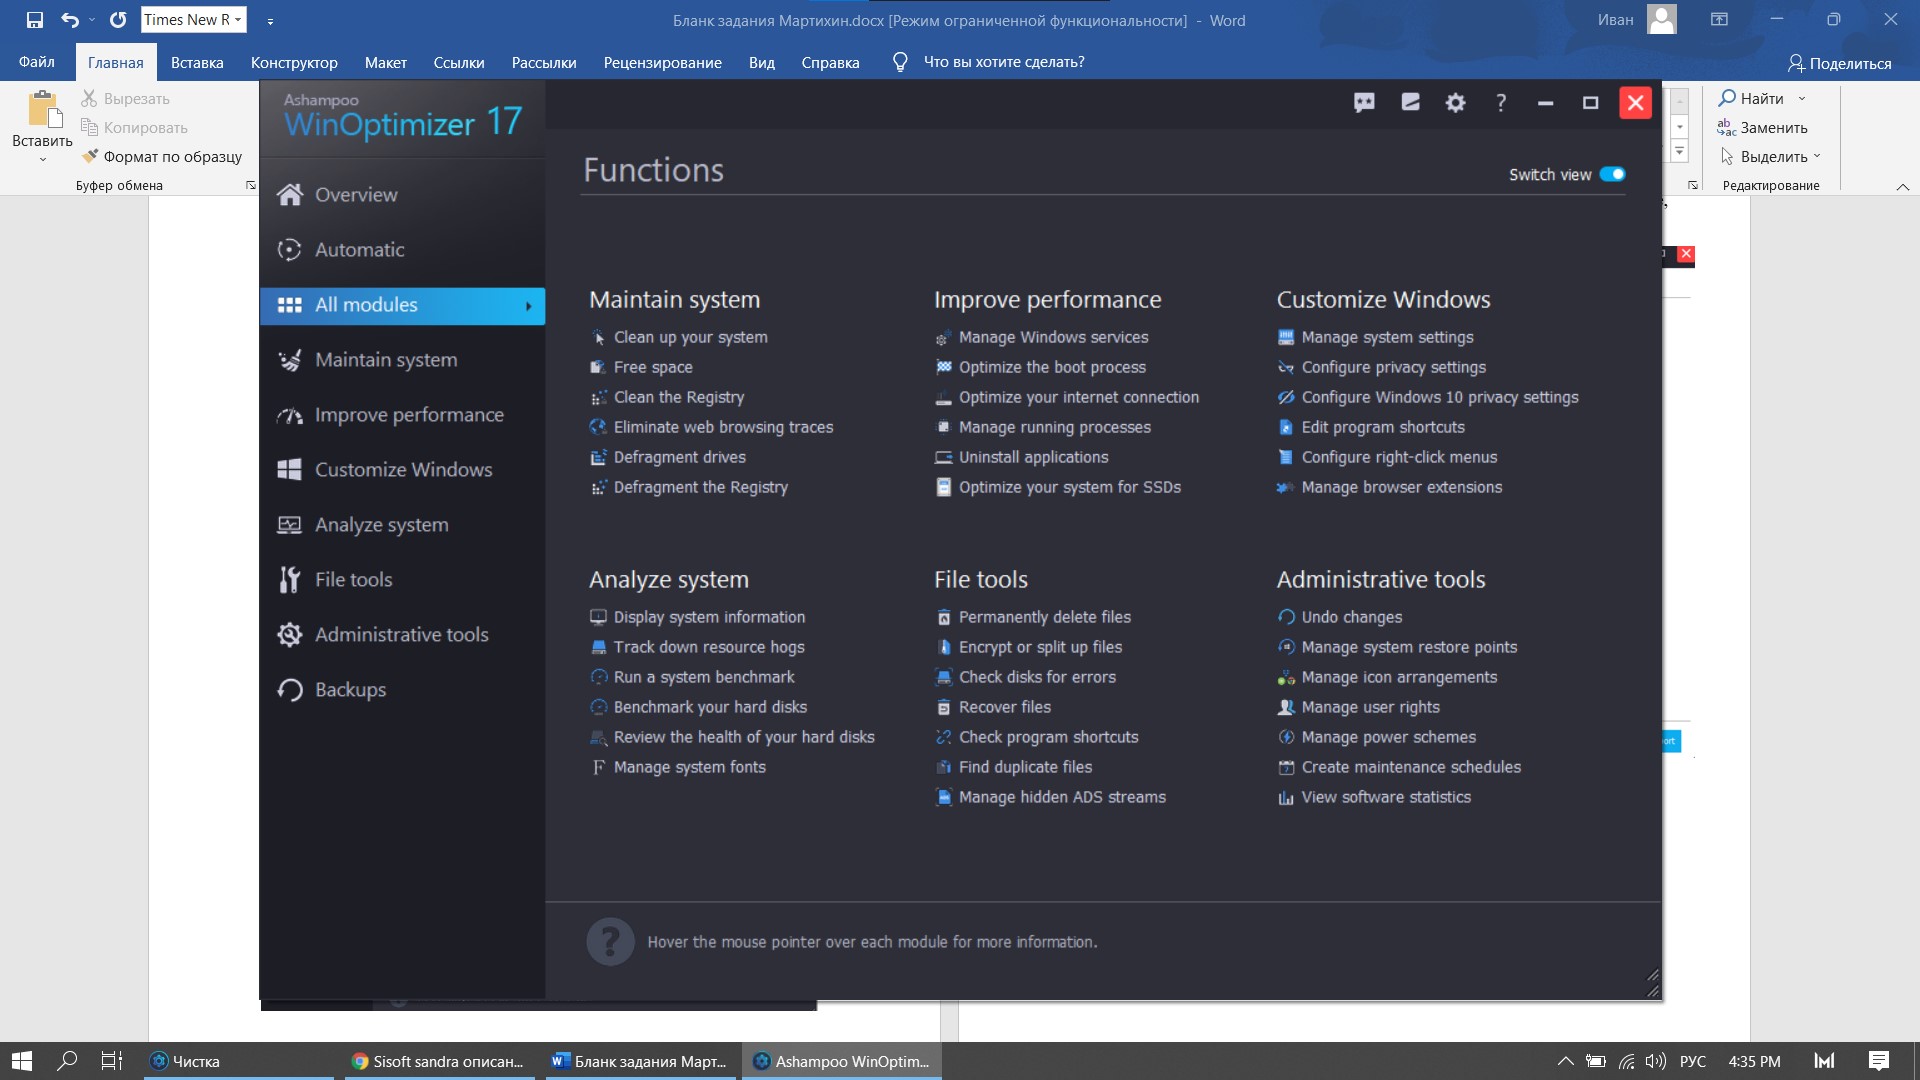 Times New R
Бланк задания Мартихин.docx [Режим ограниченной функциональности] - Word
Иван
Файл
Главная
Вставка
Конструктор
Макет
Ссылки
Рассылки
Рецензирование
Вид
Справка
Что вы хотите сделать?
Поделиться
Вставить
Вырезать
Копировать
Формат по образцу
Буфер обмена
Найти
Заменить
Выделить
Редактирование
Ashampoo
WinOptimizer 17
Overview
Automatic
All modules
Maintain system
Improve performance
Customize Windows
Analyze system
File tools
Administrative tools
Backups
Functions
Switch view
Maintain system
Clean up your system
Free space
Clean the Registry
Eliminate web browsing traces
Defragment drives
Defragment the Registry
Improve performance
Manage Windows services
Optimize the boot process
Optimize your internet connection
Manage running processes
Uninstall applications
Optimize your system for SSDs
Customize Windows
Manage system settings
Configure privacy settings
Configure Windows 10 privacy settings
Edit program shortcuts
Configure right-click menus
Manage browser extensions
Analyze system
Display system information
Track down resource hogs
Run a system benchmark
Benchmark your hard disks
Review the health of your hard disks
Manage system fonts
File tools
Permanently delete files
Encrypt or split up files
Check disks for errors
Recover files
Check program shortcuts
Find duplicate files
Manage hidden ADS streams
Administrative tools
Undo changes
Manage system restore points
Manage icon arrangements
Manage user rights
Manage power schemes
Create maintenance schedules
View software statistics
Hover the mouse pointer over each module for more information.
Чистка
Sisoft sandra описан...
Бланк задания Март...
Ashampoo WinOptim...
РУС
4:35 PM